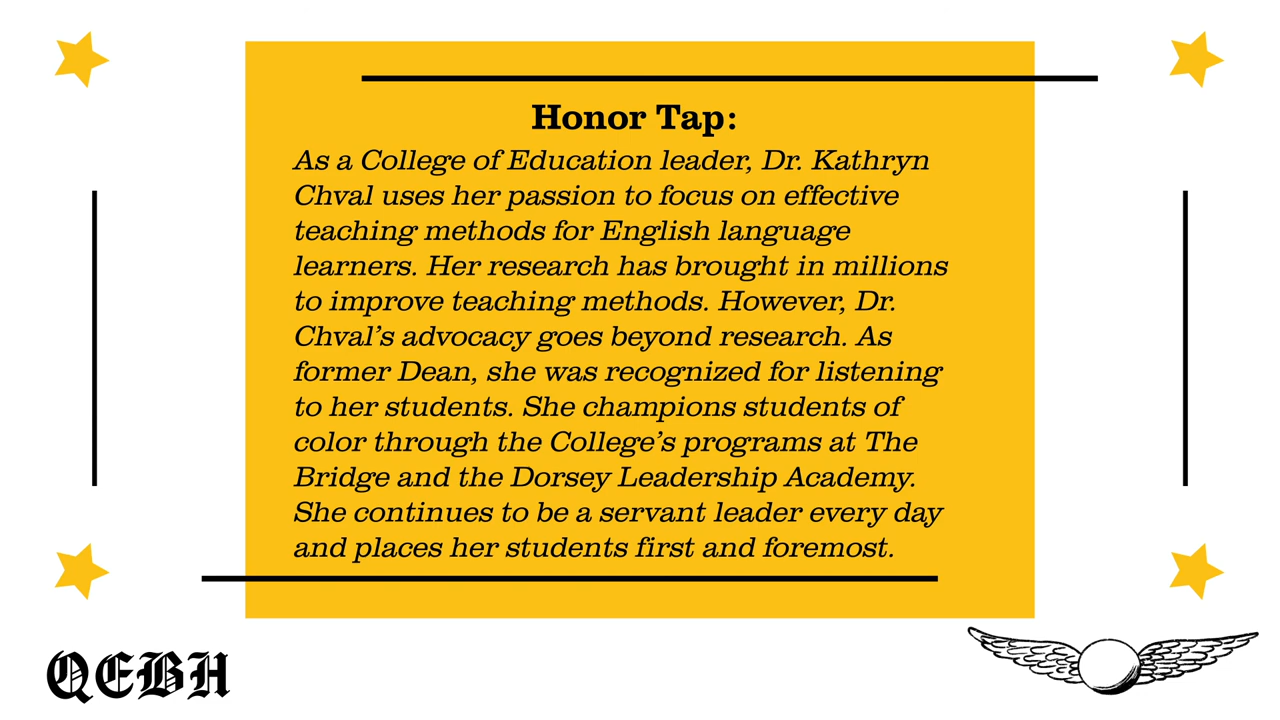 Honor Tap:
As a College of Education leader, Dr. Kathryn
Chval uses her passion to focus on effective
teaching methods for English language
learners. Her research has brought in millions
to improve teaching methods. However, Dr.
Chval's advocacy goes beyond research. As
former Dean, she was recognized for listening
to her students. She champions students of
color through the College's programs at The
Bridge and the Dorsey Leadership Academy.
She continues to be a servant leader every day
and places her students first and foremost.
QEBH